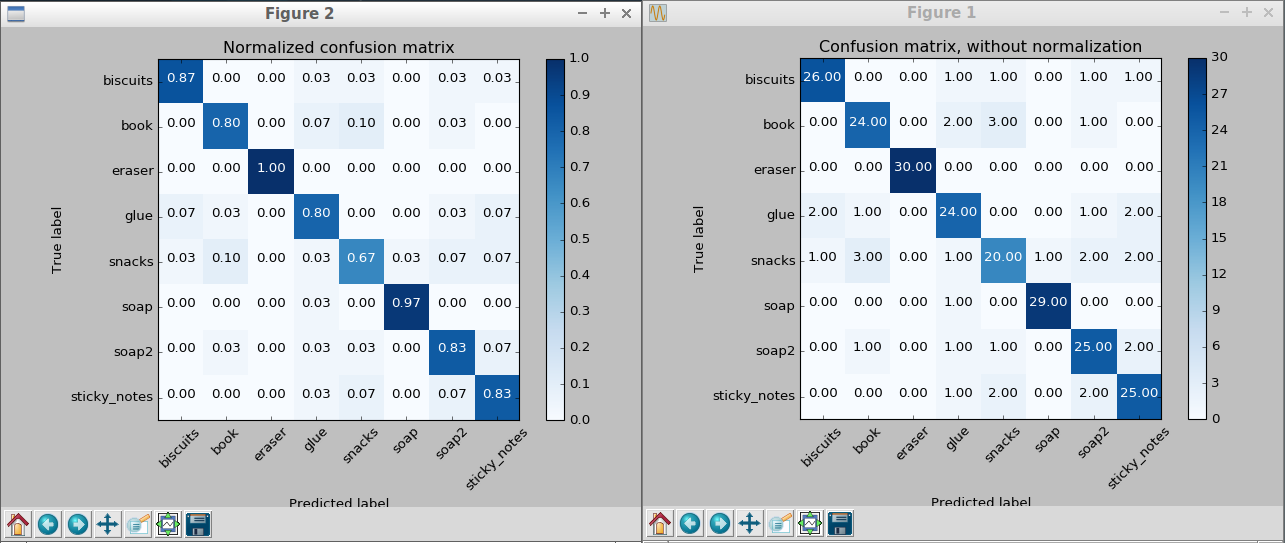 Figure 2
Normalized confusion matrix
biscuits 0.87 0.00 0.00 0.03 0.03 0.00 0.03 0.03
book 0.00 0.80 0.00 0.07 0.10 0.00 0.03 0.00
eraser 0.00 0.00 1.00 0.00 0.00 0.00 0.00 0.00
glue 0.07 0.03 0.00 0.80 0.00 0.00 0.03 0.07
snacks 0.03 0.10 0.00 0.03 0.67 0.03 0.07 0.07
soap 0.00 0.00 0.00 0.03 0.00 0.97 0.00 0.00
soap2 0.00 0.03 0.00 0.03 0.03 0.00 0.83 0.07
sticky_notes 0.00 0.00 0.00 0.03 0.07 0.00 0.07 0.83
True label
biscuits book eraser glue snacks soap soap2 sticky_notes
Predicted label
1.0
0.9
0.8
0.7
0.6
0.5
0.4
0.3
0.2
0.1
0.0
Figure 1
Confusion matrix, without normalization
biscuits 26.00 0.00 0.00 1.00 1.00 0.00 1.00 1.00
book 0.00 24.00 0.00 2.00 3.00 0.00 1.00 0.00
eraser 0.00 0.00 30.00 0.00 0.00 0.00 0.00 0.00
glue 2.00 1.00 0.00 24.00 0.00 0.00 1.00 2.00
snacks 1.00 3.00 0.00 1.00 20.00 1.00 2.00 2.00
soap 0.00 0.00 0.00 1.00 0.00 29.00 0.00 0.00
soap2 0.00 1.00 0.00 1.00 1.00 0.00 25.00 2.00
sticky_notes 0.00 0.00 0.00 1.00 2.00 0.00 2.00 25.00
True label
biscuits book eraser glue snacks soap soap2 sticky_notes
Predicted label
30
27
24
21
18
15
12
9
6
3
0